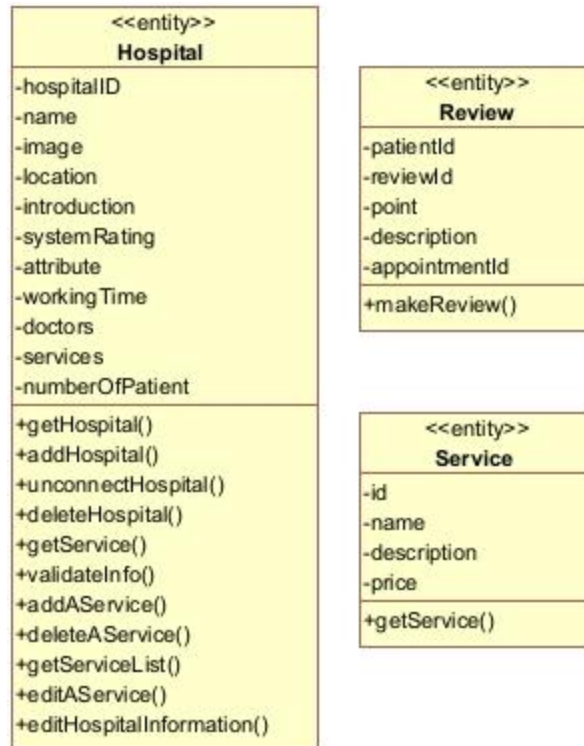 <<entity>>
Hospital
-hospitalID
-name
-image
-location
-introduction
-systemRating
-attribute
-workingTime
-doctors
-services
-numberOfPatient
+getHospital()
+addHospital()
+unconnectHospital()
+deleteHospital()
+getService()
+validateInfo()
+addAService()
+deleteAService()
+getServiceList()
+editAService()
+editHospitalInformation()
<<entity>>
Review
-patientId
-reviewId
-point
-description
-appointmentId
+makeReview()
<<entity>>
Service
-id
-name
-description
-price
+getService()